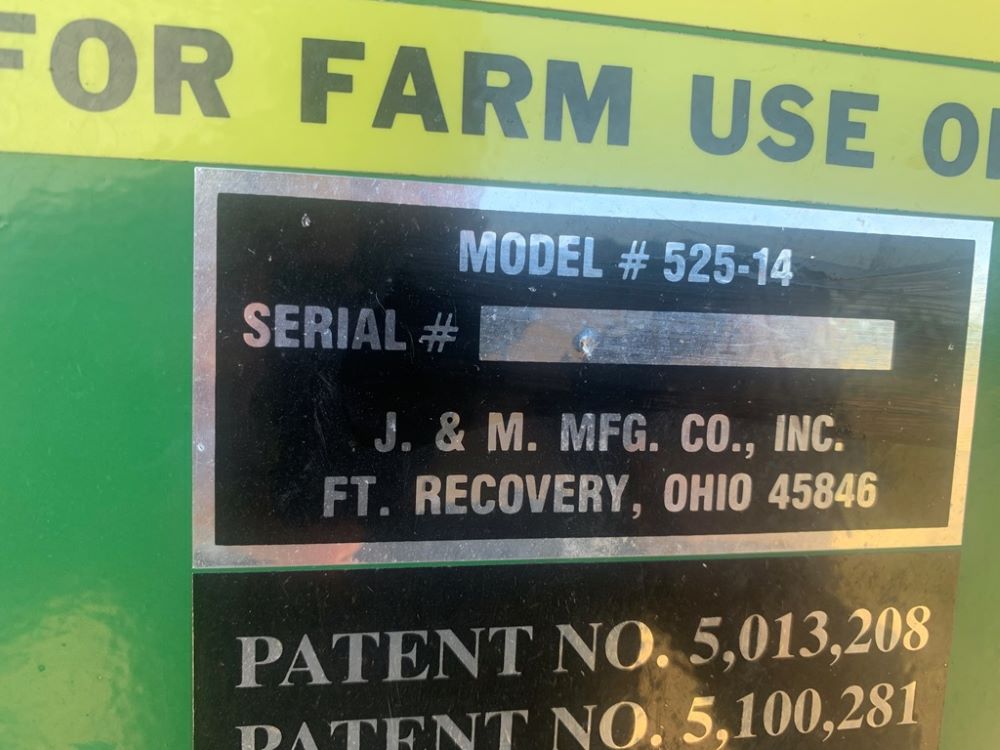 FOR FARM USE
MODEL # 525-14
SERIAL #
J. & M. MFG. CO., INC.
FT. RECOVERY, OHIO 45846
PATENT NO. 5,013,208
PATENT NO. 5,100,281